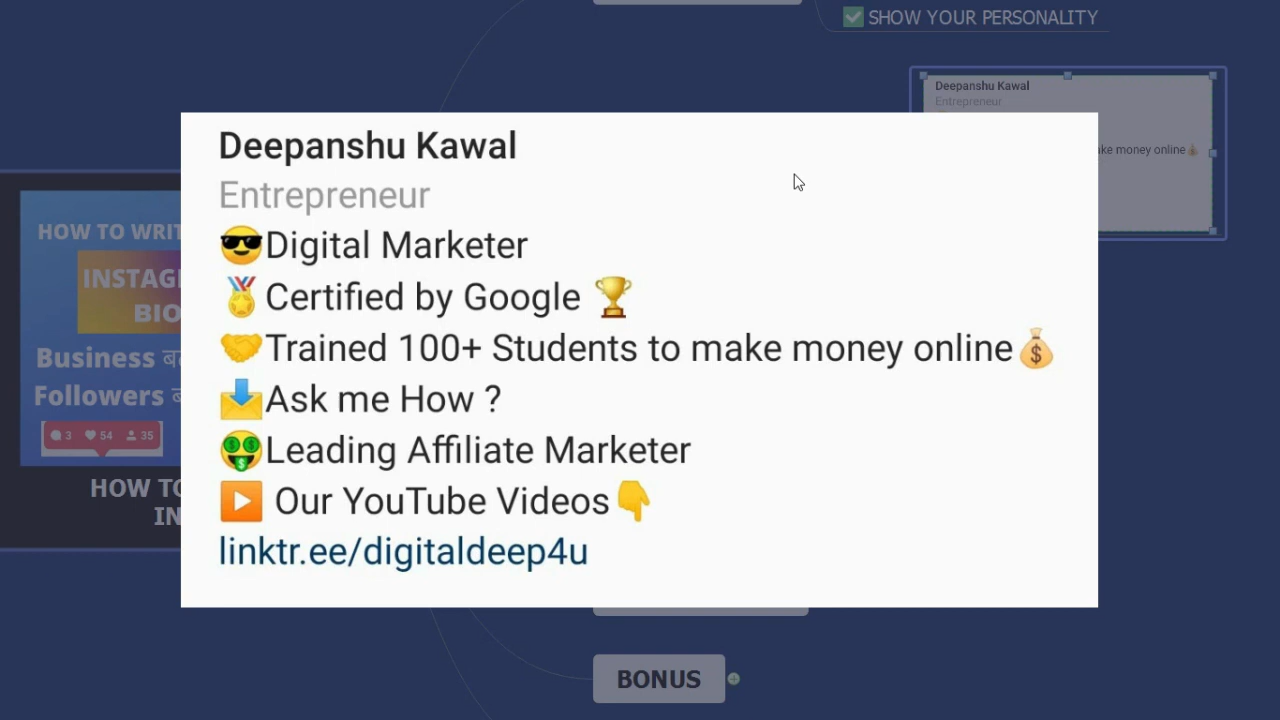 SHOW YOUR PERSONALITY
Deepanshu Kawal
Entrepreneur
ke money online
Deepanshu Kawal
Entrepreneur
😎Digital Marketer
🏅Certified by Google 🏆
🤝Trained 100+ Students to make money online💰
📩Ask me How ?
🤑Leading Affiliate Marketer
▶️ Our YouTube Videos👇
linktr.ee/digitaldeep4u
HOW TO
INSTAG
BIO
Business
Followers
3 54 35
HOW TO
IN
BONUS